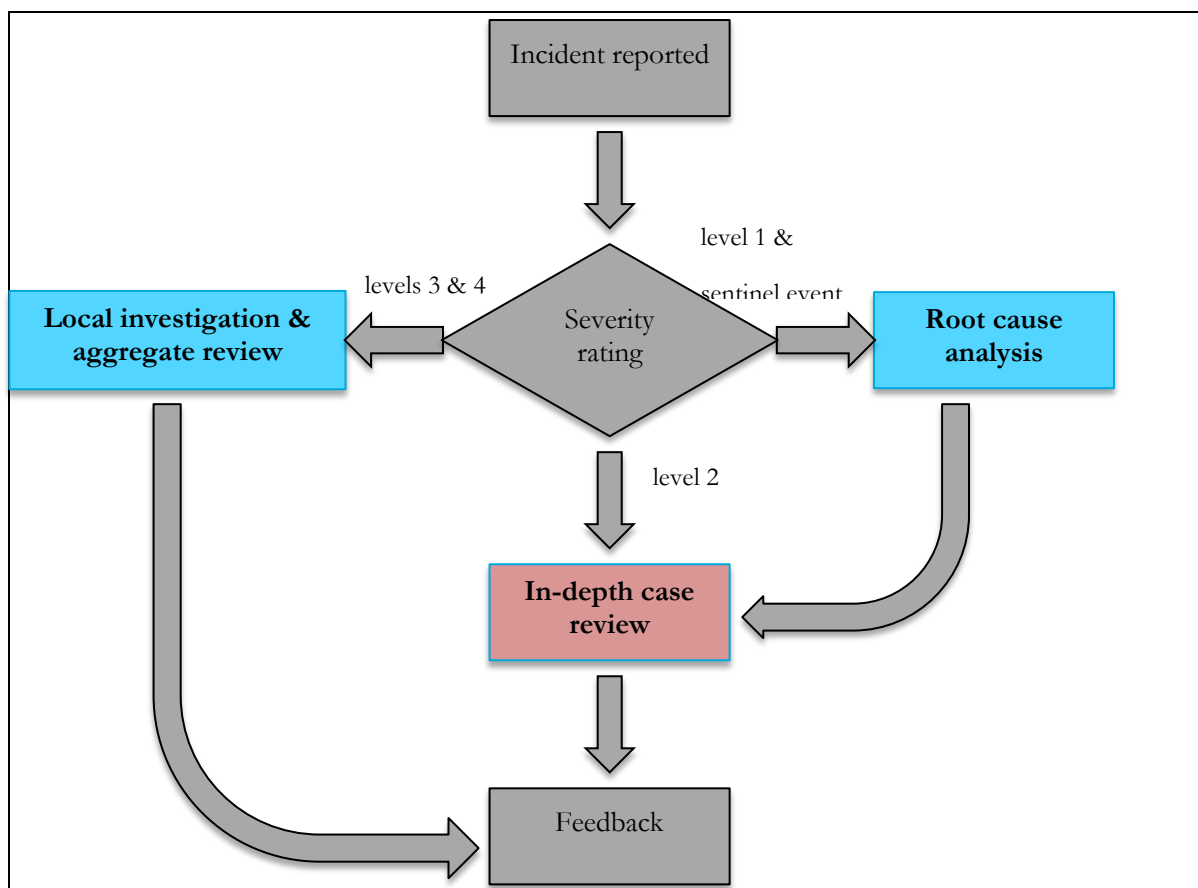 Incident reported
level 1 &
sentinel event
levels 3 & 4
Local investigation &
aggregate review
Severity
rating
Root cause
analysis
level 2
In-depth case
review
Feedback